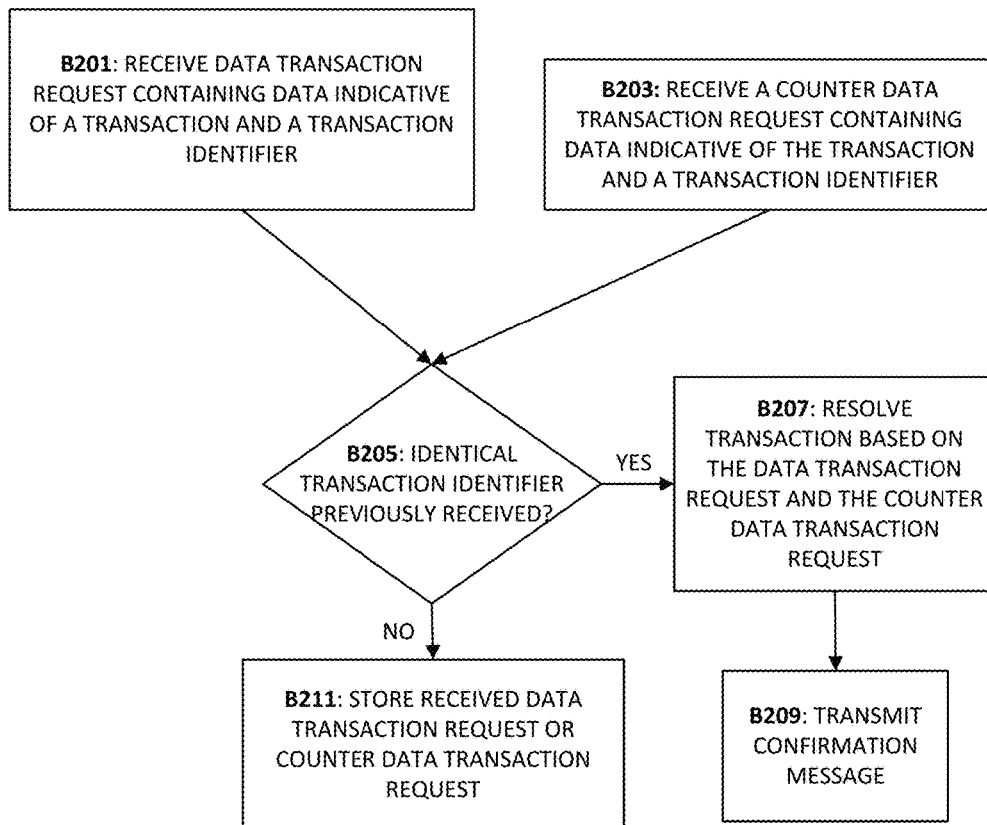 B201: RECEIVE DATA TRANSACTION
REQUEST CONTAINING DATA INDICATIVE
OF A TRANSACTION AND A TRANSACTION
IDENTIFIER
B203: RECEIVE A COUNTER DATA
TRANSACTION REQUEST CONTAINING
DATA INDICATIVE OF THE TRANSACTION
AND A TRANSACTION IDENTIFIER
B205: IDENTICAL
TRANSACTION IDENTIFIER
PREVIOUSLY RECEIVED?
YES
B207: RESOLVE
TRANSACTION BASED ON
THE DATA TRANSACTION
REQUEST AND THE COUNTER
DATA TRANSACTION
REQUEST
NO
B211: STORE RECEIVED DATA
TRANSACTION REQUEST OR
COUNTER DATA TRANSACTION
REQUEST
B209: TRANSMIT
CONFIRMATION
MESSAGE